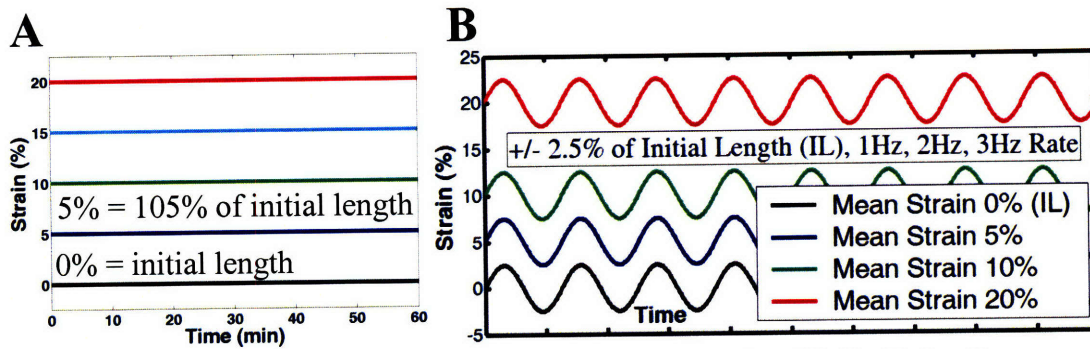 A
Strain (%)
20
15
10
5
0
5% = 105% of initial length
0% = initial length
0 10 20 30 40 50 60
Time (min)
B
Strain (%)
25
20
15
10
5
0
-5
+/- 2.5% of Initial Length (IL), 1Hz, 2Hz, 3Hz Rate
Mean Strain 0% (IL)
Mean Strain 5%
Mean Strain 10%
Mean Strain 20%
Time